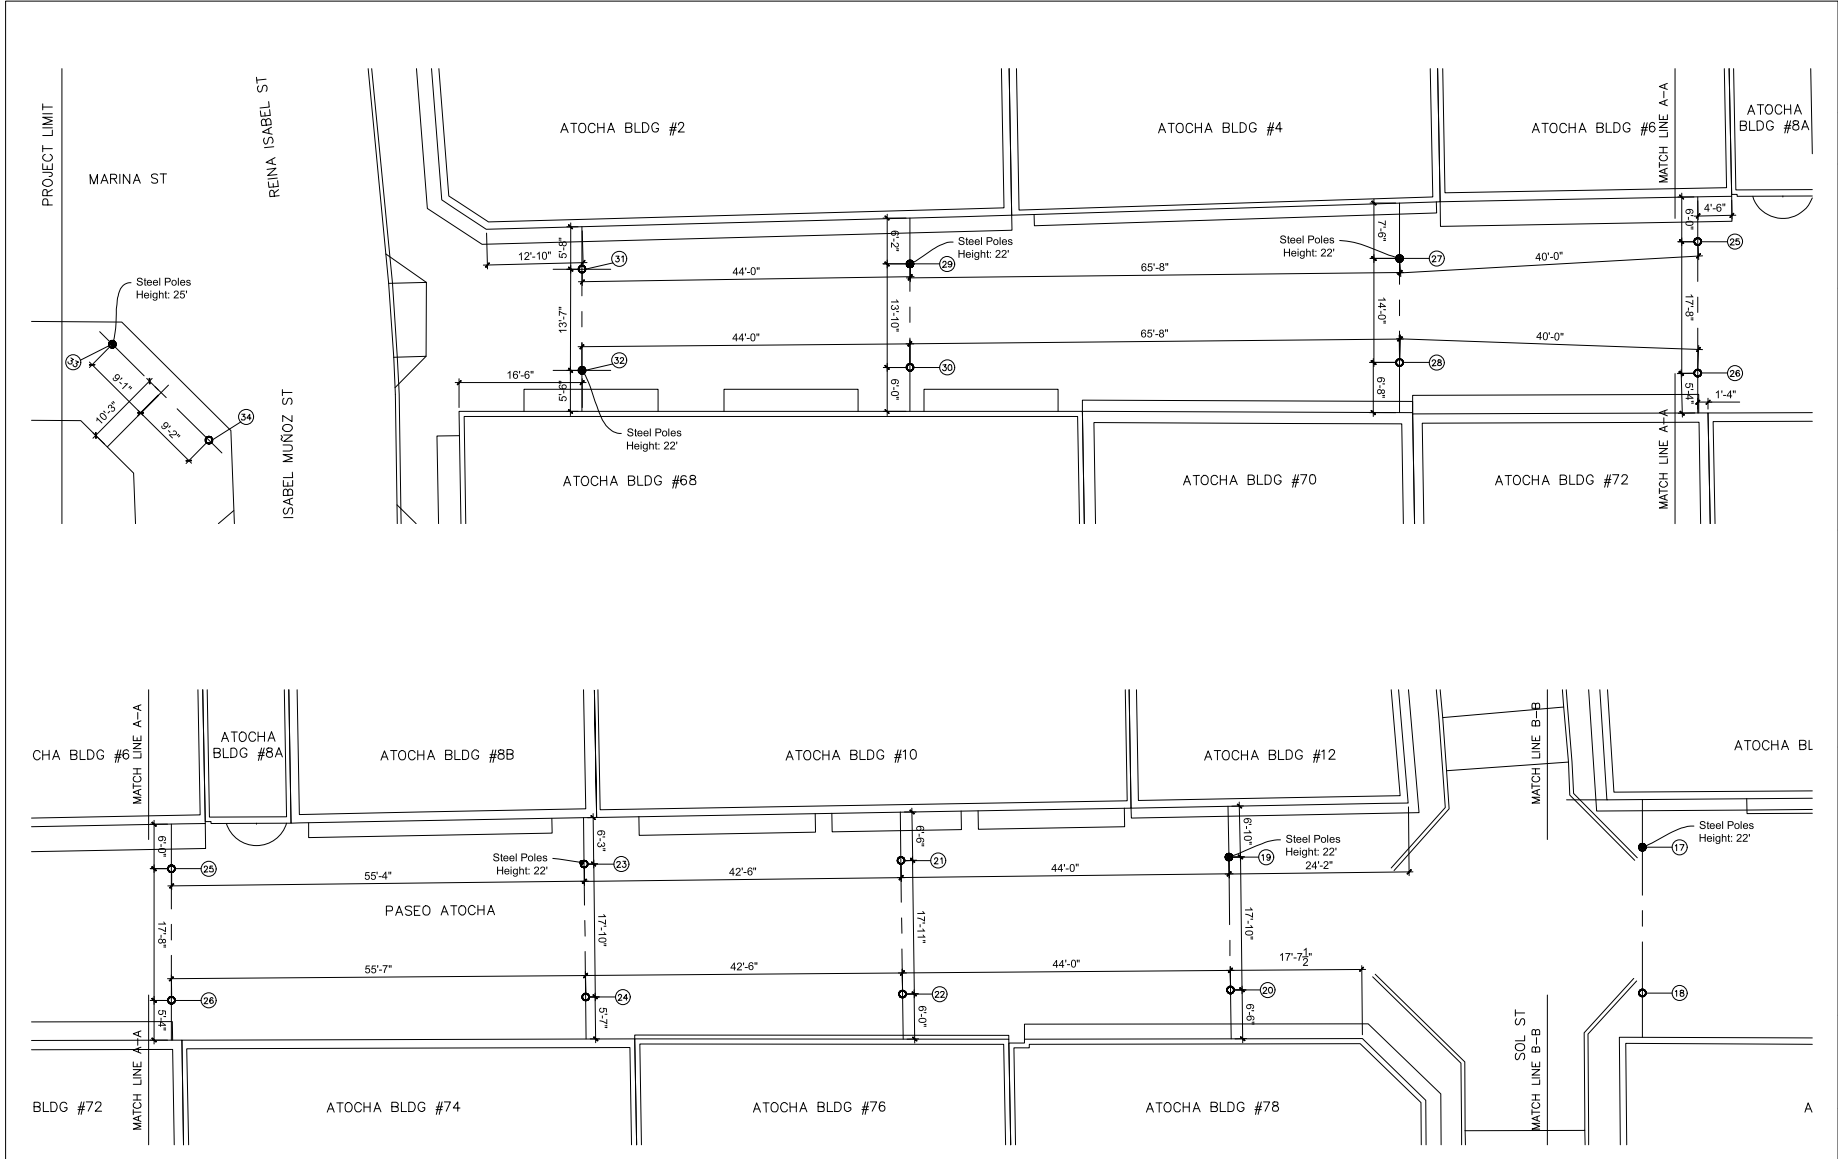 PROJECT LIMIT
MARINA ST
REINA ISABEL ST
ATOCHA BLDG #2
ATOCHA BLDG #4
ATOCHA BLDG #6
MATCH LINE A-A
ATOCHA
BLDG #8A
Steel Poles
Height: 25'
33
9'-1"
10'-3"
9'-2"
34
ISABEL MUÑOZ ST
12'-10"
5'-8"
31
44'-0"
6'-2"
Steel Poles
Height: 22'
29
65'-8"
Steel Poles
Height: 22'
7'-6"
27
40'-0"
6'-0"
4'-6"
25
13'-7"
13'-10"
14'-0"
17'-8"
44'-0"
65'-8"
40'-0"
16'-6"
5'-6"
32
6'-0"
30
6'-8"
28
5'-4"
26
1'-4"
Steel Poles
Height: 22'
ATOCHA BLDG #68
ATOCHA BLDG #70
ATOCHA BLDG #72
MATCH LINE A-A
CHA BLDG #6
MATCH LINE A-A
ATOCHA
BLDG #8A
ATOCHA BLDG #8B
ATOCHA BLDG #10
ATOCHA BLDG #12
MATCH LINE B-B
ATOCHA BL
6'-0"
25
55'-4"
Steel Poles
Height: 22'
6'-3"
23
42'-6"
6'-6"
21
44'-0"
6'-10"
19
Steel Poles
Height: 22'
24'-2"
17
Steel Poles
Height: 22'
PASEO ATOCHA
17'-8"
17'-10"
17'-11"
17'-10"
55'-7"
42'-6"
44'-0"
17'-7 1/2"
26
5'-4"
24
5'-7"
22
6'-0"
20
6'-6"
18
SOL ST
MATCH LINE B-B
MATCH LINE A-A
BLDG #72
ATOCHA BLDG #74
ATOCHA BLDG #76
ATOCHA BLDG #78
A